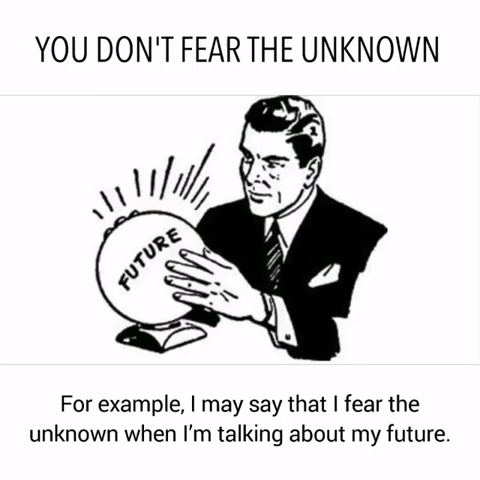 YOU DON'T FEAR THE UNKNOWN
FUTURE
For example, I may say that I fear the
unknown when I’m talking about my future.